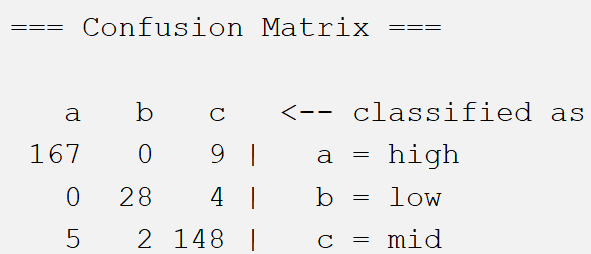 === Confusion Matrix ===
a b c <-- classified as
167 0 9 | a = high
0 28 4 | b = low
5 2 148 | c = mid